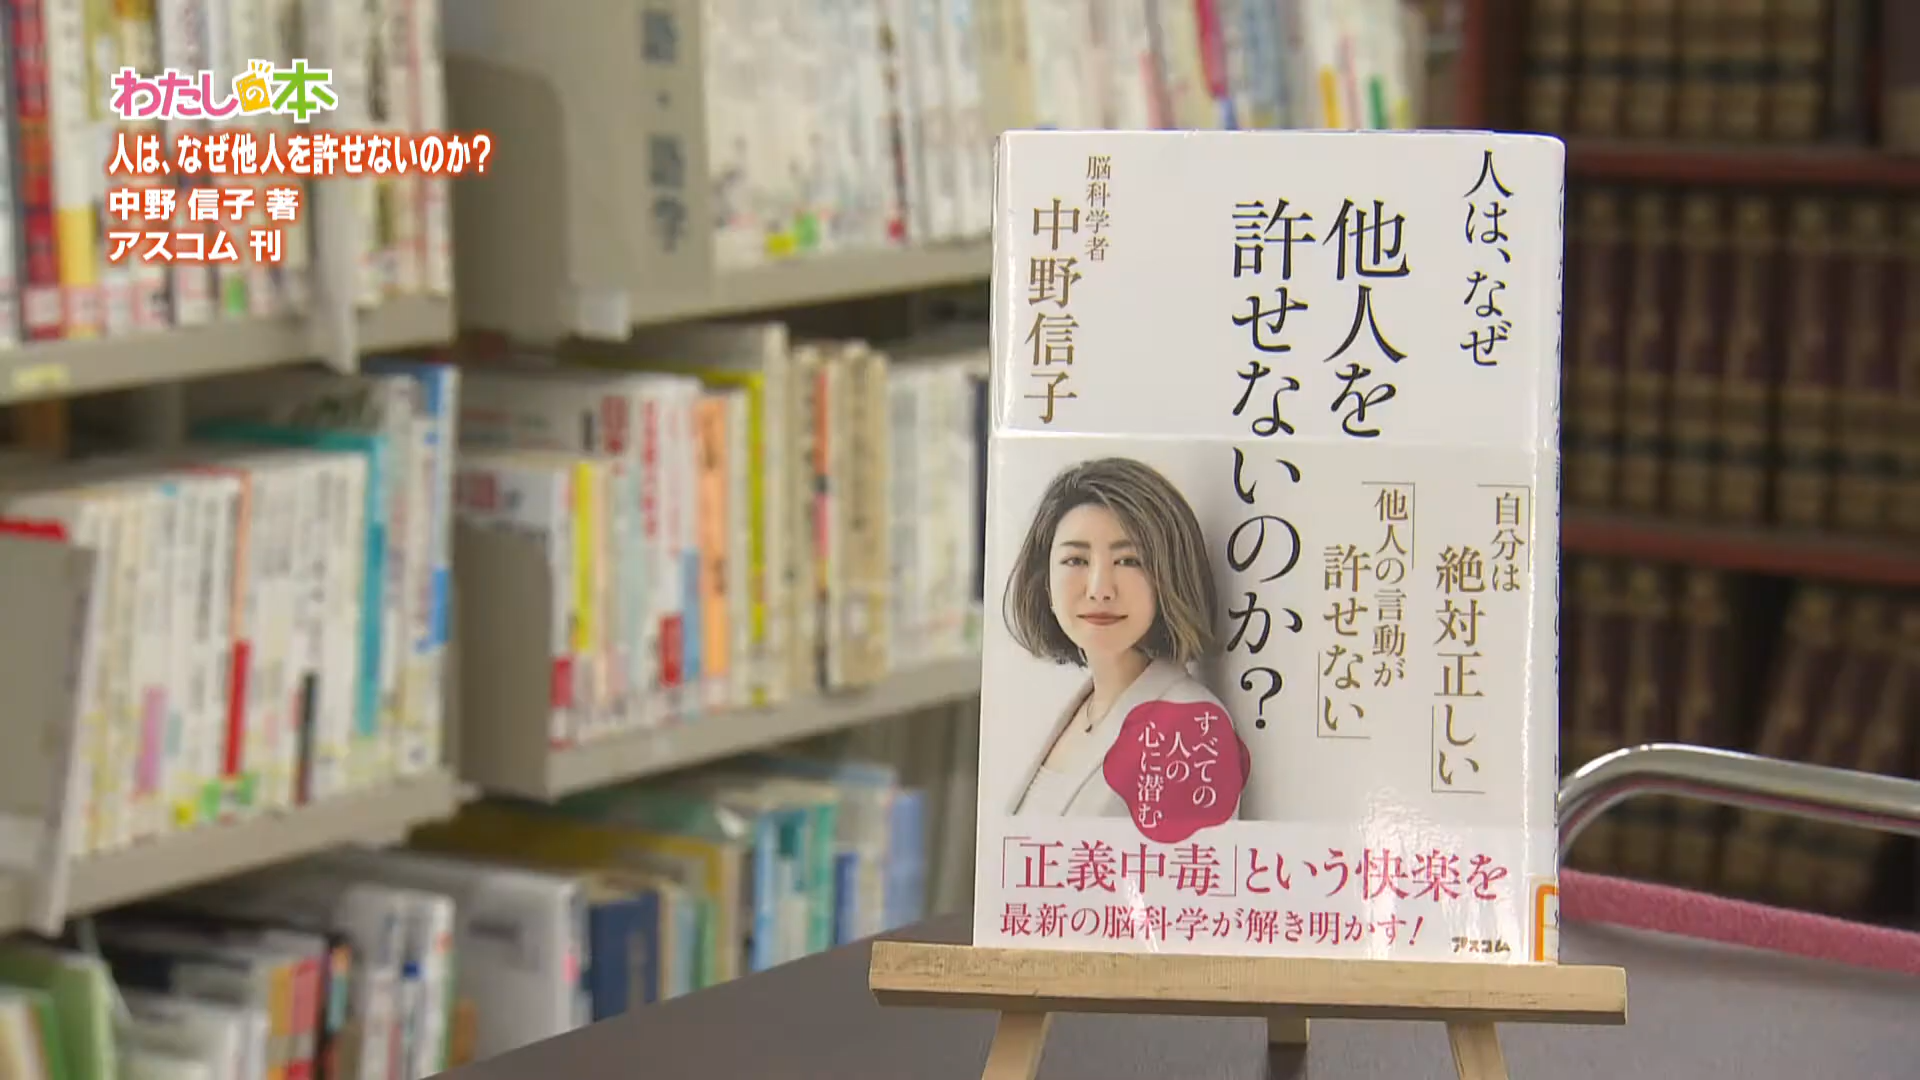 わたしの本
人は、なぜ他人を許せないのか?
中野 信子 著
アスコム 刊
人は、なぜ
他人を
許せないのか?
脳科学者
中野信子
「自分は
絶対正しい」
「他人の言動が
許せない」
すべての
人の
心に潜む
「正義中毒」という快楽を
最新の脳科学が解き明かす!
アスコム